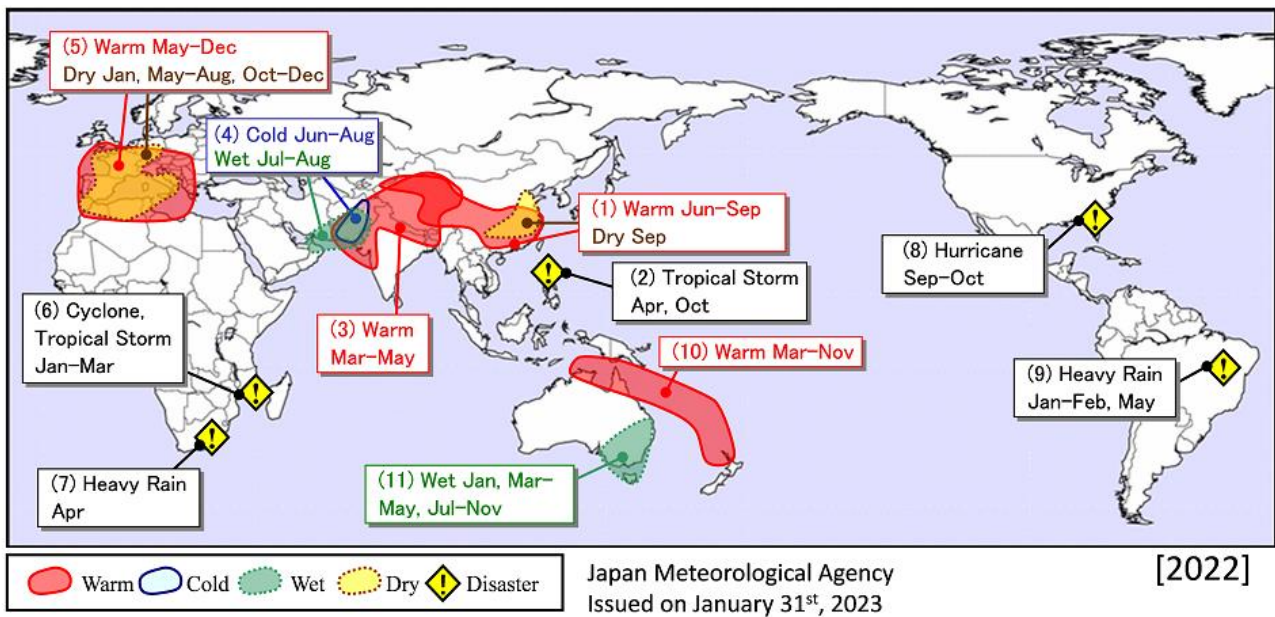 (5) Warm May-Dec
Dry Jan, May-Aug, Oct-Dec
(4) Cold Jun-Aug
Wet Jul-Aug
(1) Warm Jun-Sep
Dry Sep
(8) Hurricane
Sep-Oct
(2) Tropical Storm
Apr, Oct
(6) Cyclone,
Tropical Storm
Jan-Mar
(3) Warm
Mar-May
(10) Warm Mar-Nov
(9) Heavy Rain
Jan-Feb, May
(7) Heavy Rain
Apr
(11) Wet Jan, Mar-
May, Jul-Nov
Warm Cold Wet Dry Disaster
Japan Meteorological Agency
Issued on January 31st, 2023
[2022]